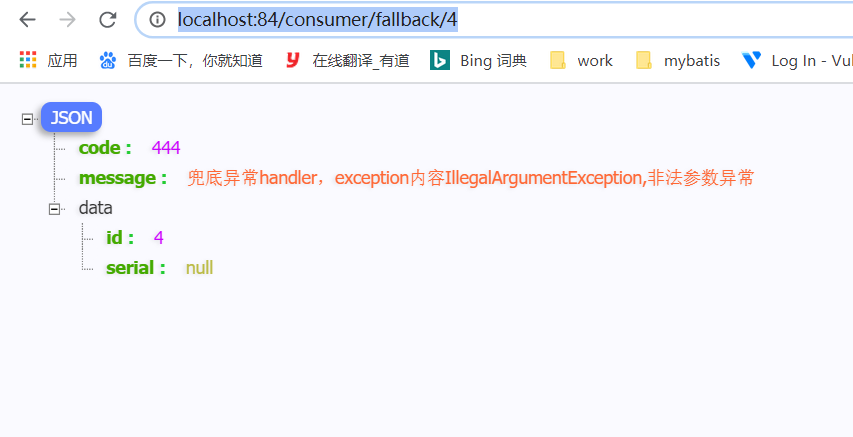 localhost:84/consumer/fallback/4
应用 百度一下，你就知道 在线翻译_有道 Bing 词典 work mybatis Log In - Vul
JSON
code : 444
message : 兜底异常handler，exception内容IllegalArgumentException,非法参数异常
data
id : 4
serial : null